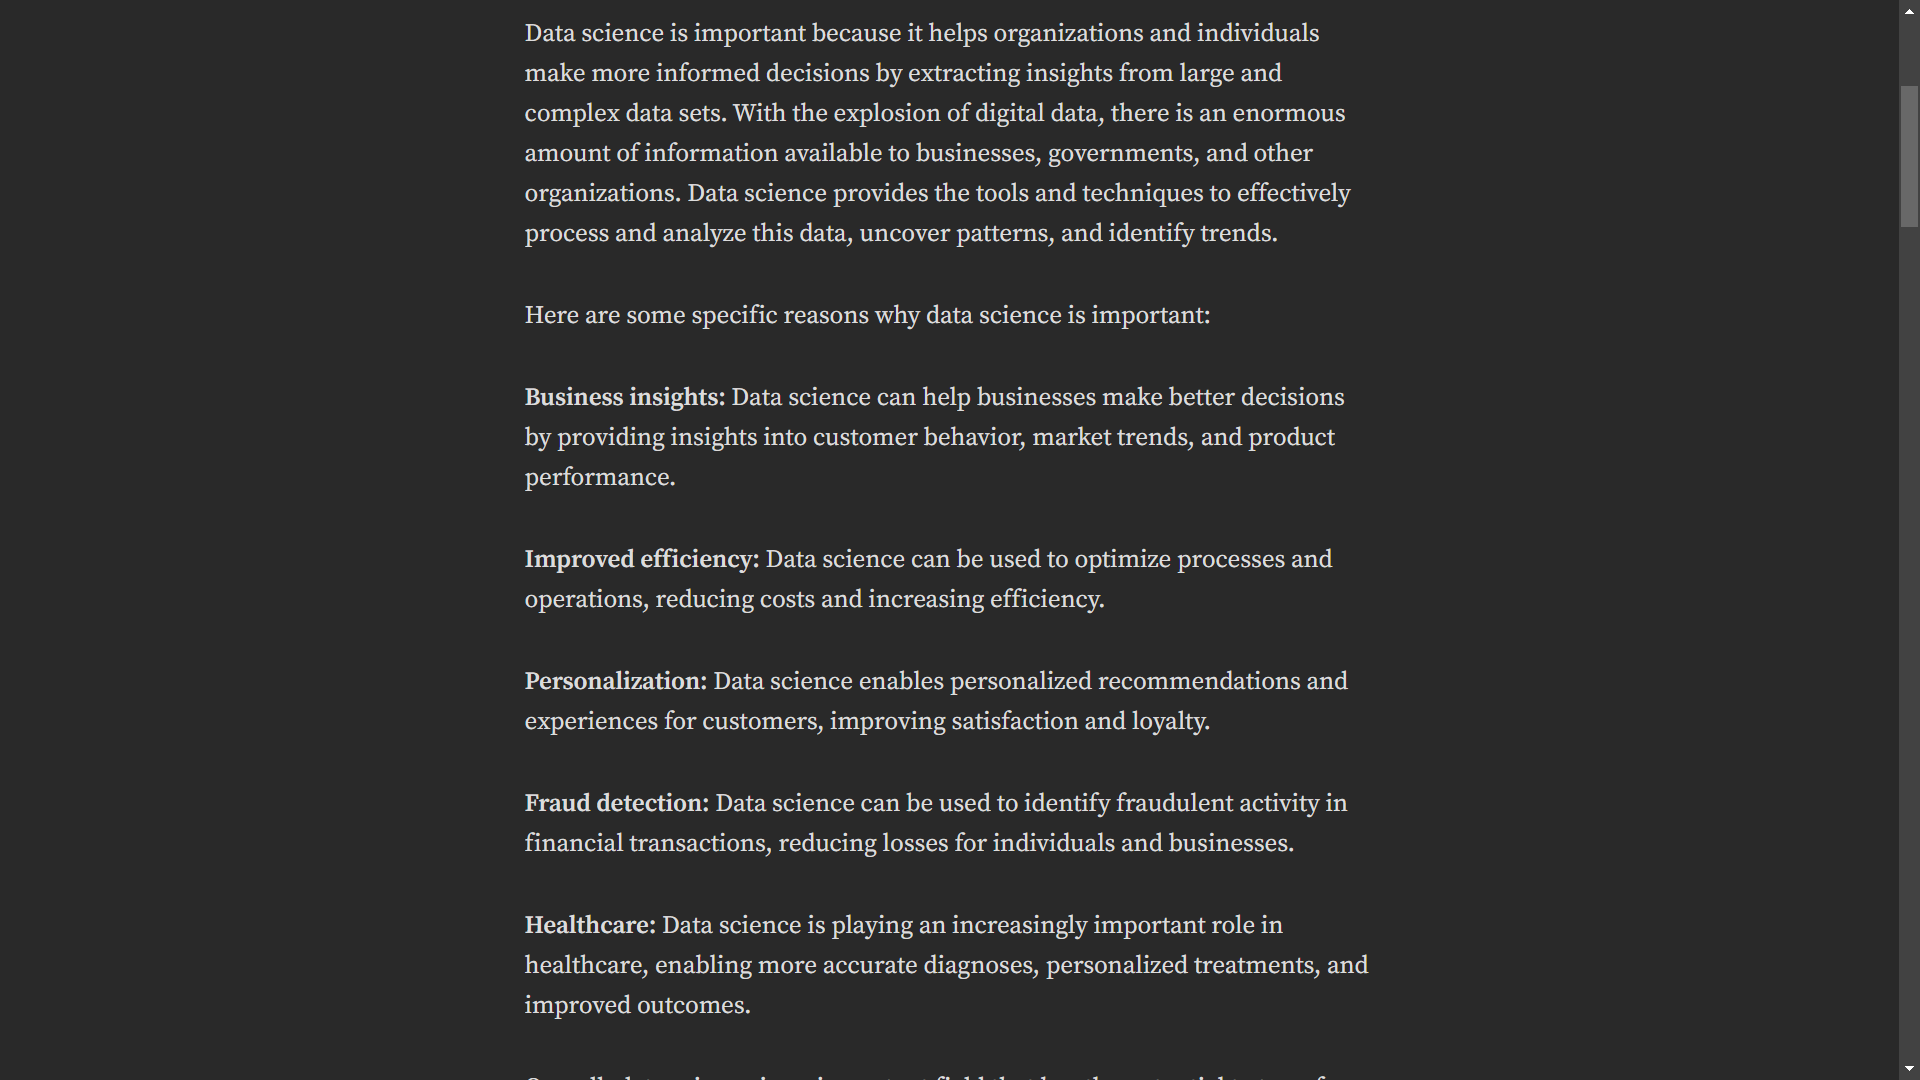 Data science is important because it helps organizations and individuals
make more informed decisions by extracting insights from large and
complex data sets. With the explosion of digital data, there is an enormous
amount of information available to businesses, governments, and other
organizations. Data science provides the tools and techniques to effectively
process and analyze this data, uncover patterns, and identify trends.
Here are some specific reasons why data science is important:
Business insights: Data science can help businesses make better decisions
by providing insights into customer behavior, market trends, and product
performance.
Improved efficiency: Data science can be used to optimize processes and
operations, reducing costs and increasing efficiency.
Personalization: Data science enables personalized recommendations and
experiences for customers, improving satisfaction and loyalty.
Fraud detection: Data science can be used to identify fraudulent activity in
financial transactions, reducing losses for individuals and businesses.
Healthcare: Data science is playing an increasingly important role in
healthcare, enabling more accurate diagnoses, personalized treatments, and
improved outcomes.